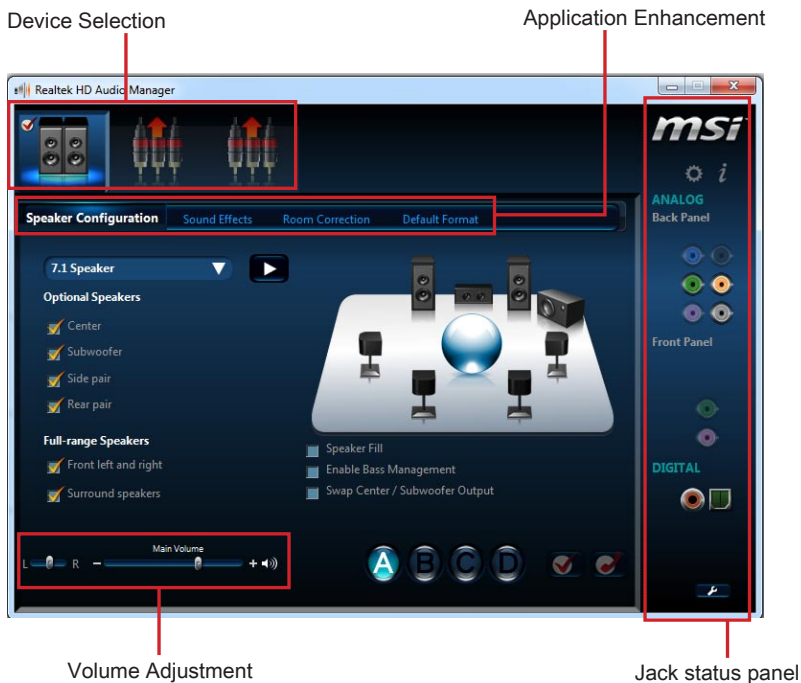 Device Selection
Application Enhancement
Realtek HD Audio Manager
msi
i
ANALOG
Back Panel
Speaker Configuration
Sound Effects
Room Correction
Default Format
7.1 Speaker
Optional Speakers
Center
Subwoofer
Side pair
Rear pair
Front Panel
Full-range Speakers
Front left and right
Surround speakers
Speaker Fill
Enable Bass Management
Swap Center / Subwoofer Output
DIGITAL
Main Volume
L R - +
A B C D
Volume Adjustment
Jack status panel